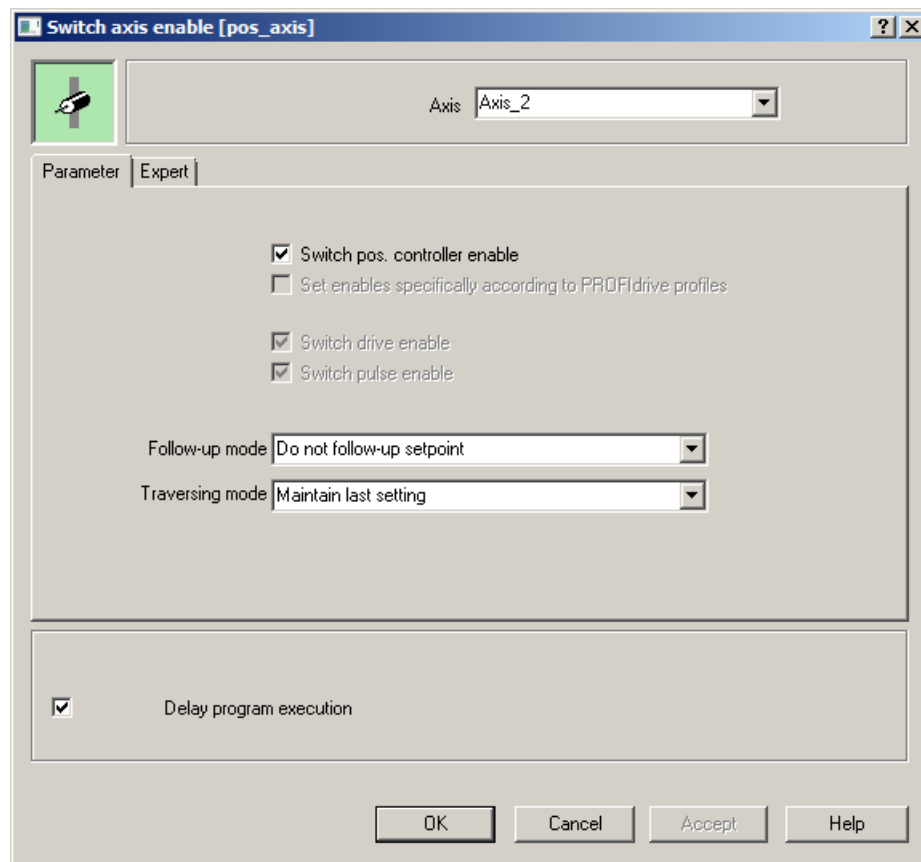 Switch axis enable [pos_axis]
Axis Axis_2
Parameter Expert
Switch pos. controller enable
Set enables specifically according to PROFIdrive profiles
Switch drive enable
Switch pulse enable
Follow-up mode Do not follow-up setpoint
Traversing mode Maintain last setting
Delay program execution
OK Cancel Accept Help